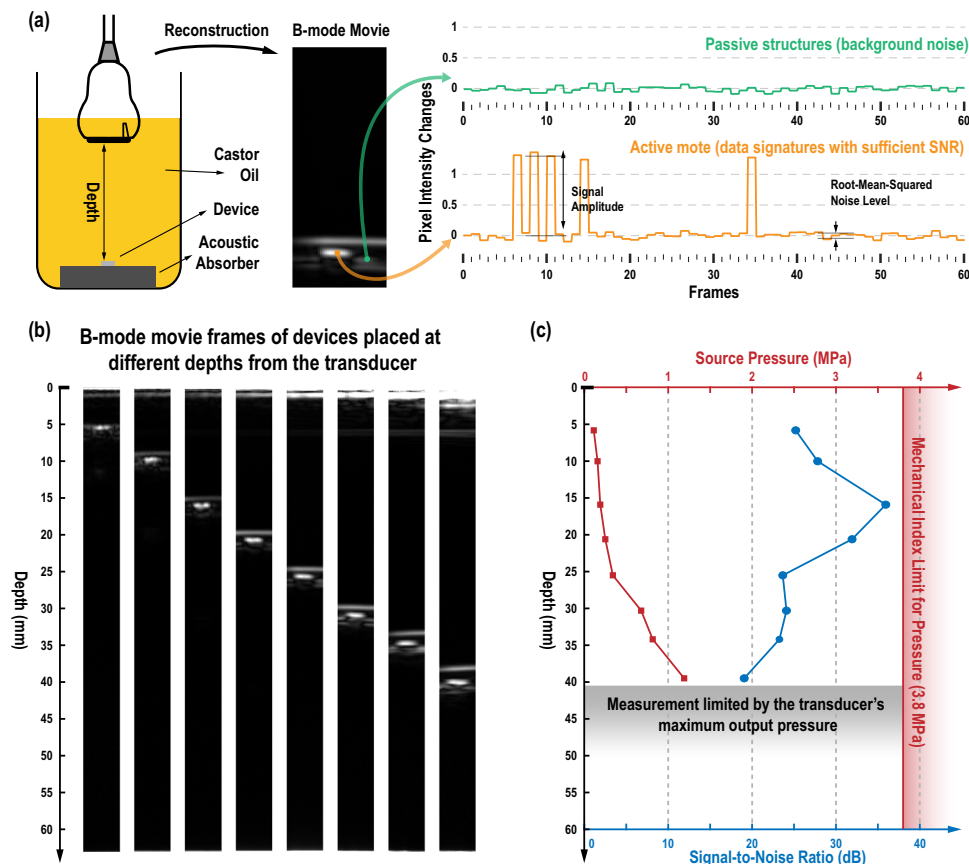 (a)
Reconstruction
B-mode Movie
Depth
Castor
Oil
Device
Acoustic
Absorber
Pixel Intensity Changes
1
0.5
0
Passive structures (background noise)
0 10 20 30 40 50 60
Active mote (data signatures with sufficient SNR)
1
0.5
0
Signal
Amplitude
Root-Mean-Squared
Noise Level
0 10 20 30 40 50 60
Frames
(b)
B-mode movie frames of devices placed at
different depths from the transducer
Depth (mm)
0
5
10
15
20
25
30
35
40
45
50
55
60
(c)
Source Pressure (MPa)
0 1 2 3 4
Depth (mm)
0
5
10
15
20
25
30
35
40
45
50
55
60
Mechanical Index Limit for Pressure (3.8 MPa)
Measurement limited by the transducer's
maximum output pressure
0 10 20 30 40
Signal-to-Noise Ratio (dB)